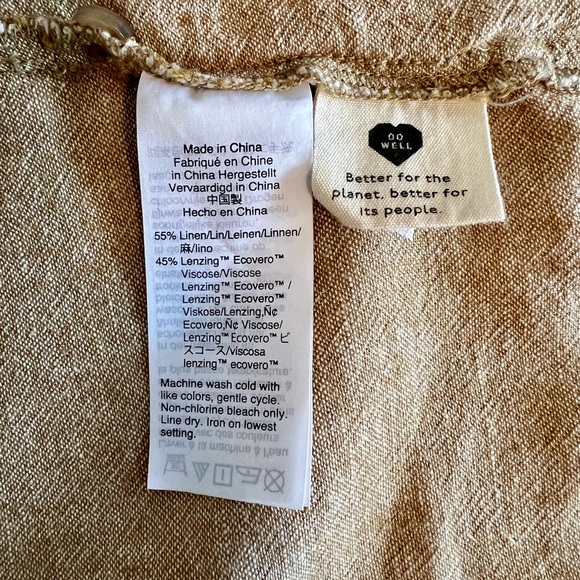 Made in China
Fabriqué en Chine
in China Hergestellt
Vervaardigd in China
中国製
Hecho en China
55% Linen/Lin/Leinen/Linnen/
麻/lino
45% Lenzing™ Ecovero™
Viscose/Viscose
Lenzing™ Ecovero™ /
Lenzing™ Ecovero™
Viskose/Lenzing‚Ñ¢
Ecovero‚Ñ¢ Viscose/
Lenzing™ Ecovero™ ビ
スコース/viscosa
lenzing™ ecovero™
Machine wash cold with
like colors, gentle cycle.
Non-chlorine bleach only.
Line dry. Iron on lowest
setting.
DO
WELL
Better for the
planet, better for
its people.